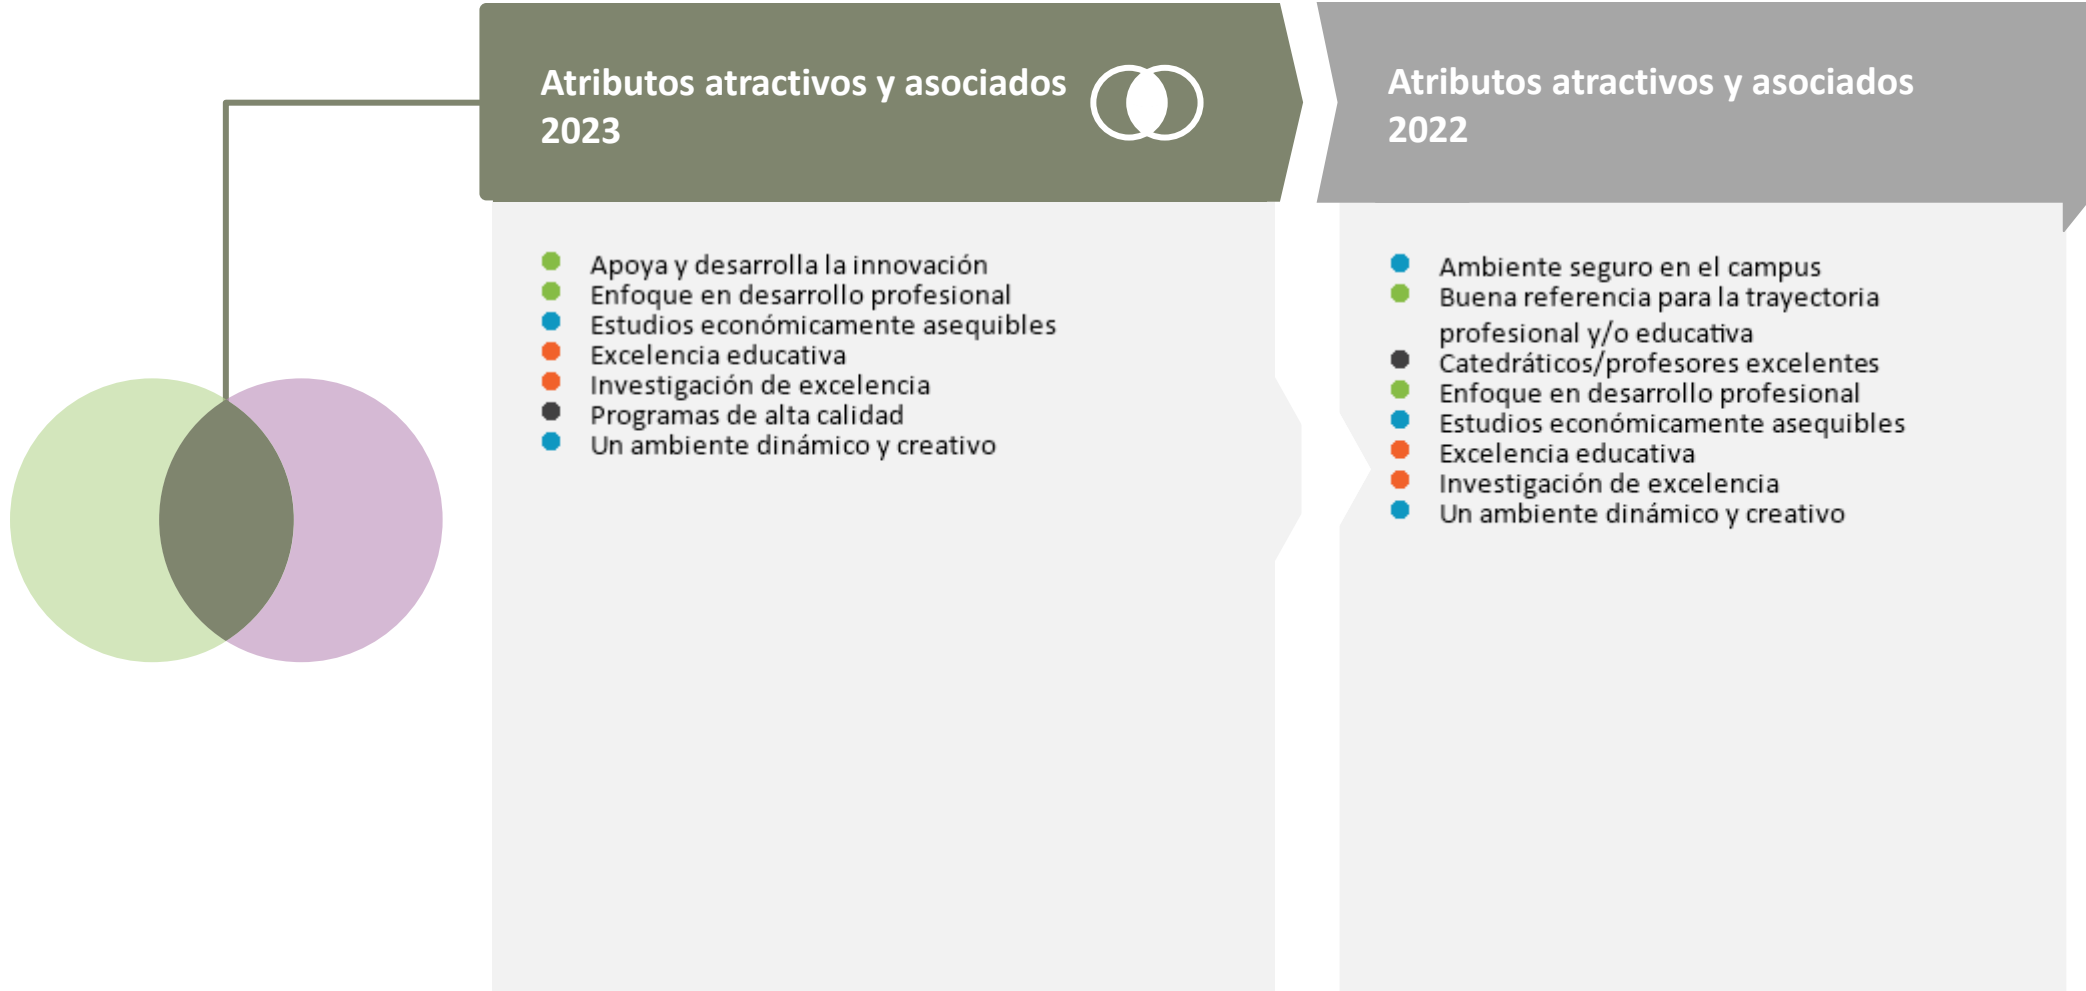 Atributos atractivos y asociados
2023
Apoya y desarrolla la innovación
Enfoque en desarrollo profesional
Estudios económicamente asequibles
Excelencia educativa
Investigación de excelencia
Programas de alta calidad
Un ambiente dinámico y creativo
Atributos atractivos y asociados
2022
Ambiente seguro en el campus
Buena referencia para la trayectoria
profesional y/o educativa
Catedráticos/profesores excelentes
Enfoque en desarrollo profesional
Estudios económicamente asequibles
Excelencia educativa
Investigación de excelencia
Un ambiente dinámico y creativo